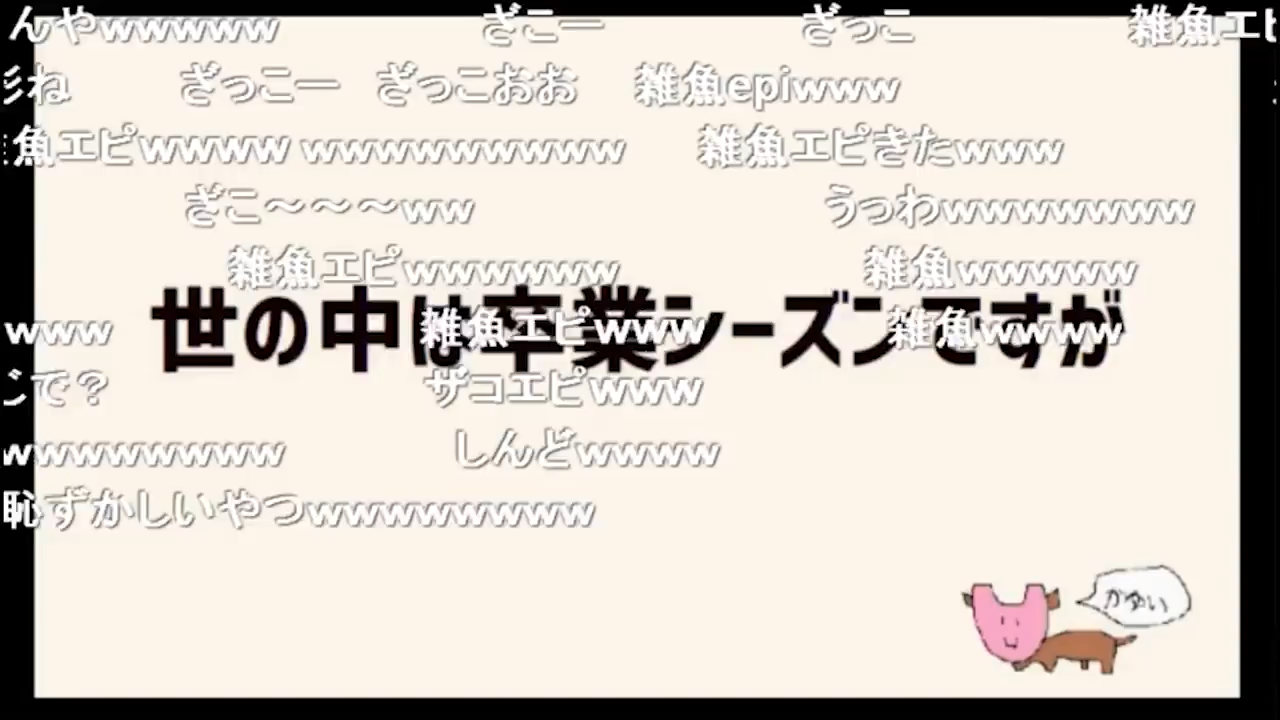 んやwwwww ざこー ざっこ 雑魚エピ
ね ざっこー ざっこおお 雑魚epiwww
魚エピwwww wwwwwwwwww 雑魚エピきたwww
ざこ～～～ww うっわwwwwwwww
雑魚エピwwwwwww 雑魚wwwww
世の中は卒業シーズンですが
www 雑魚エピwww 雑魚wwww
で？ ザコエピwww
wwwwwwwww しんどwwww
恥ずかしいやつwwwwwwwww
かゆい